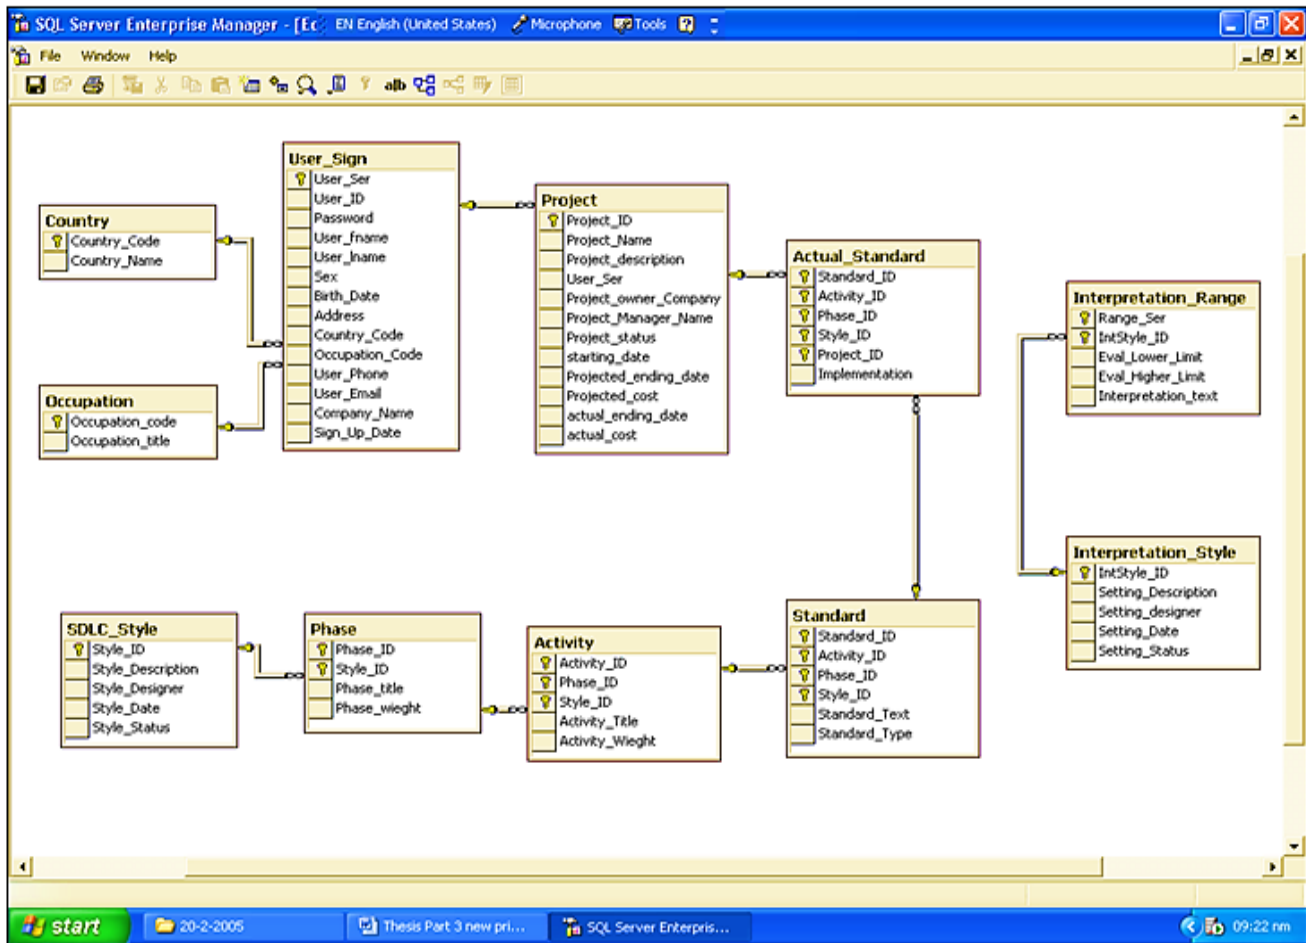 SQL Server Enterprise Manager - [Ec
EN English (United States)
Microphone
Tools
File Window Help
Country
Country_Code
Country_Name
Occupation
Occupation_code
Occupation_title
User_Sign
User_Ser
User_ID
Password
User_fname
User_lname
Sex
Birth_Date
Address
Country_Code
Occupation_Code
User_Phone
User_Email
Company_Name
Sign_Up_Date
Project
Project_ID
Project_Name
Project_description
User_Ser
Project_owner_Company
Project_Manager_Name
Project_status
starting_date
Projected_ending_date
Projected_cost
actual_ending_date
actual_cost
Actual_Standard
Standard_ID
Activity_ID
Phase_ID
Style_ID
Project_ID
Implementation
Interpretation_Range
Range_Ser
IntStyle_ID
Eval_Lower_Limit
Eval_Higher_Limit
Interpretation_text
SDLC_Style
Style_ID
Style_Description
Style_Designer
Style_Date
Style_Status
Phase
Phase_ID
Style_ID
Phase_title
Phase_wieght
Activity
Activity_ID
Phase_ID
Style_ID
Activity_Title
Activity_Wieght
Standard
Standard_ID
Activity_ID
Phase_ID
Style_ID
Standard_Text
Standard_Type
Interpretation_Style
IntStyle_ID
Setting_Description
Setting_designer
Setting_Date
Setting_Status
start
20-2-2005
Thesis Part 3 new pri...
SQL Server Enterpris...
09:22 nm